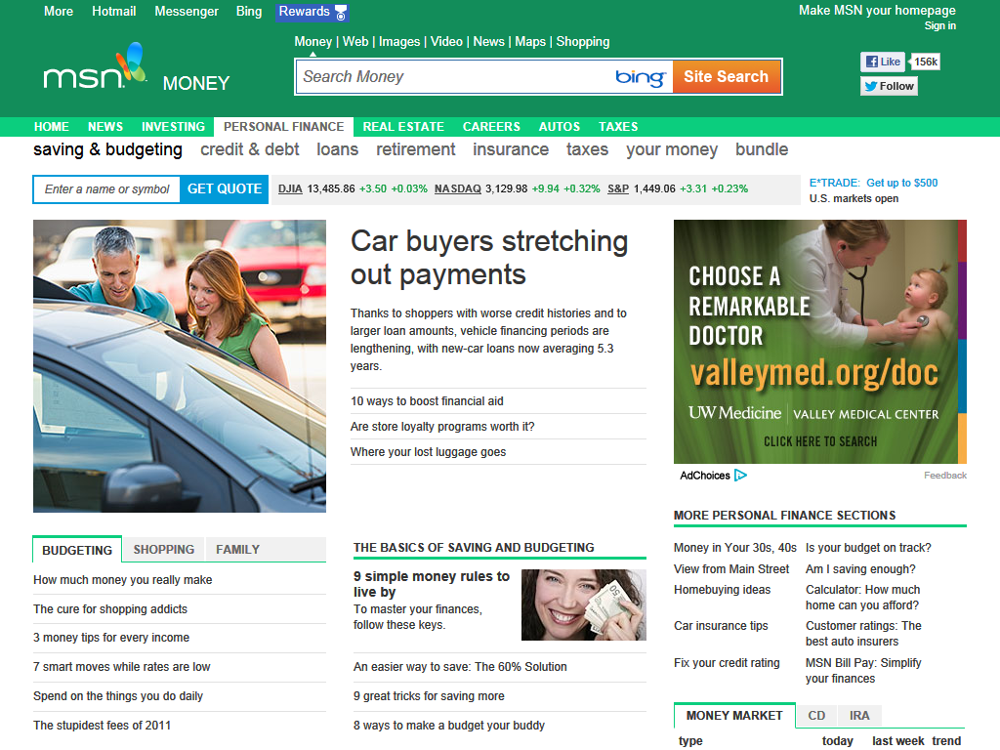 More Hotmail Messenger Bing Rewards
Make MSN your homepage
Sign in
Money | Web | Images | Video | News | Maps | Shopping
msn MONEY
Search Money bing Site Search
Like 156k
Follow
HOME NEWS INVESTING PERSONAL FINANCE REAL ESTATE CAREERS AUTOS TAXES
saving & budgeting credit & debt loans retirement insurance taxes your money bundle
Enter a name or symbol GET QUOTE DJIA 13,485.86 +3.50 +0.03% NASDAQ 3,129.98 +9.94 +0.32% S&P 1,449.06 +3.31 +0.23%
E*TRADE: Get up to $500
U.S. markets open
Car buyers stretching
out payments
Thanks to shoppers with worse credit histories and to
larger loan amounts, vehicle financing periods are
lengthening, with new-car loans now averaging 5.3
years.
10 ways to boost financial aid
Are store loyalty programs worth it?
Where your lost luggage goes
CHOOSE A
REMARKABLE
DOCTOR
valleymed.org/doc
UW Medicine | VALLEY MEDICAL CENTER
CLICK HERE TO SEARCH
AdChoices
Feedback
BUDGETING SHOPPING FAMILY
How much money you really make
The cure for shopping addicts
3 money tips for every income
7 smart moves while rates are low
Spend on the things you do daily
The stupidest fees of 2011
THE BASICS OF SAVING AND BUDGETING
9 simple money rules to
live by
To master your finances,
follow these keys.
50
An easier way to save: The 60% Solution
9 great tricks for saving more
8 ways to make a budget your buddy
MORE PERSONAL FINANCE SECTIONS
Money in Your 30s, 40s
View from Main Street
Homebuying ideas
Car insurance tips
Fix your credit rating
Is your budget on track?
Am I saving enough?
Calculator: How much
home can you afford?
Customer ratings: The
best auto insurers
MSN Bill Pay: Simplify
your finances
MONEY MARKET CD IRA
type today last week trend